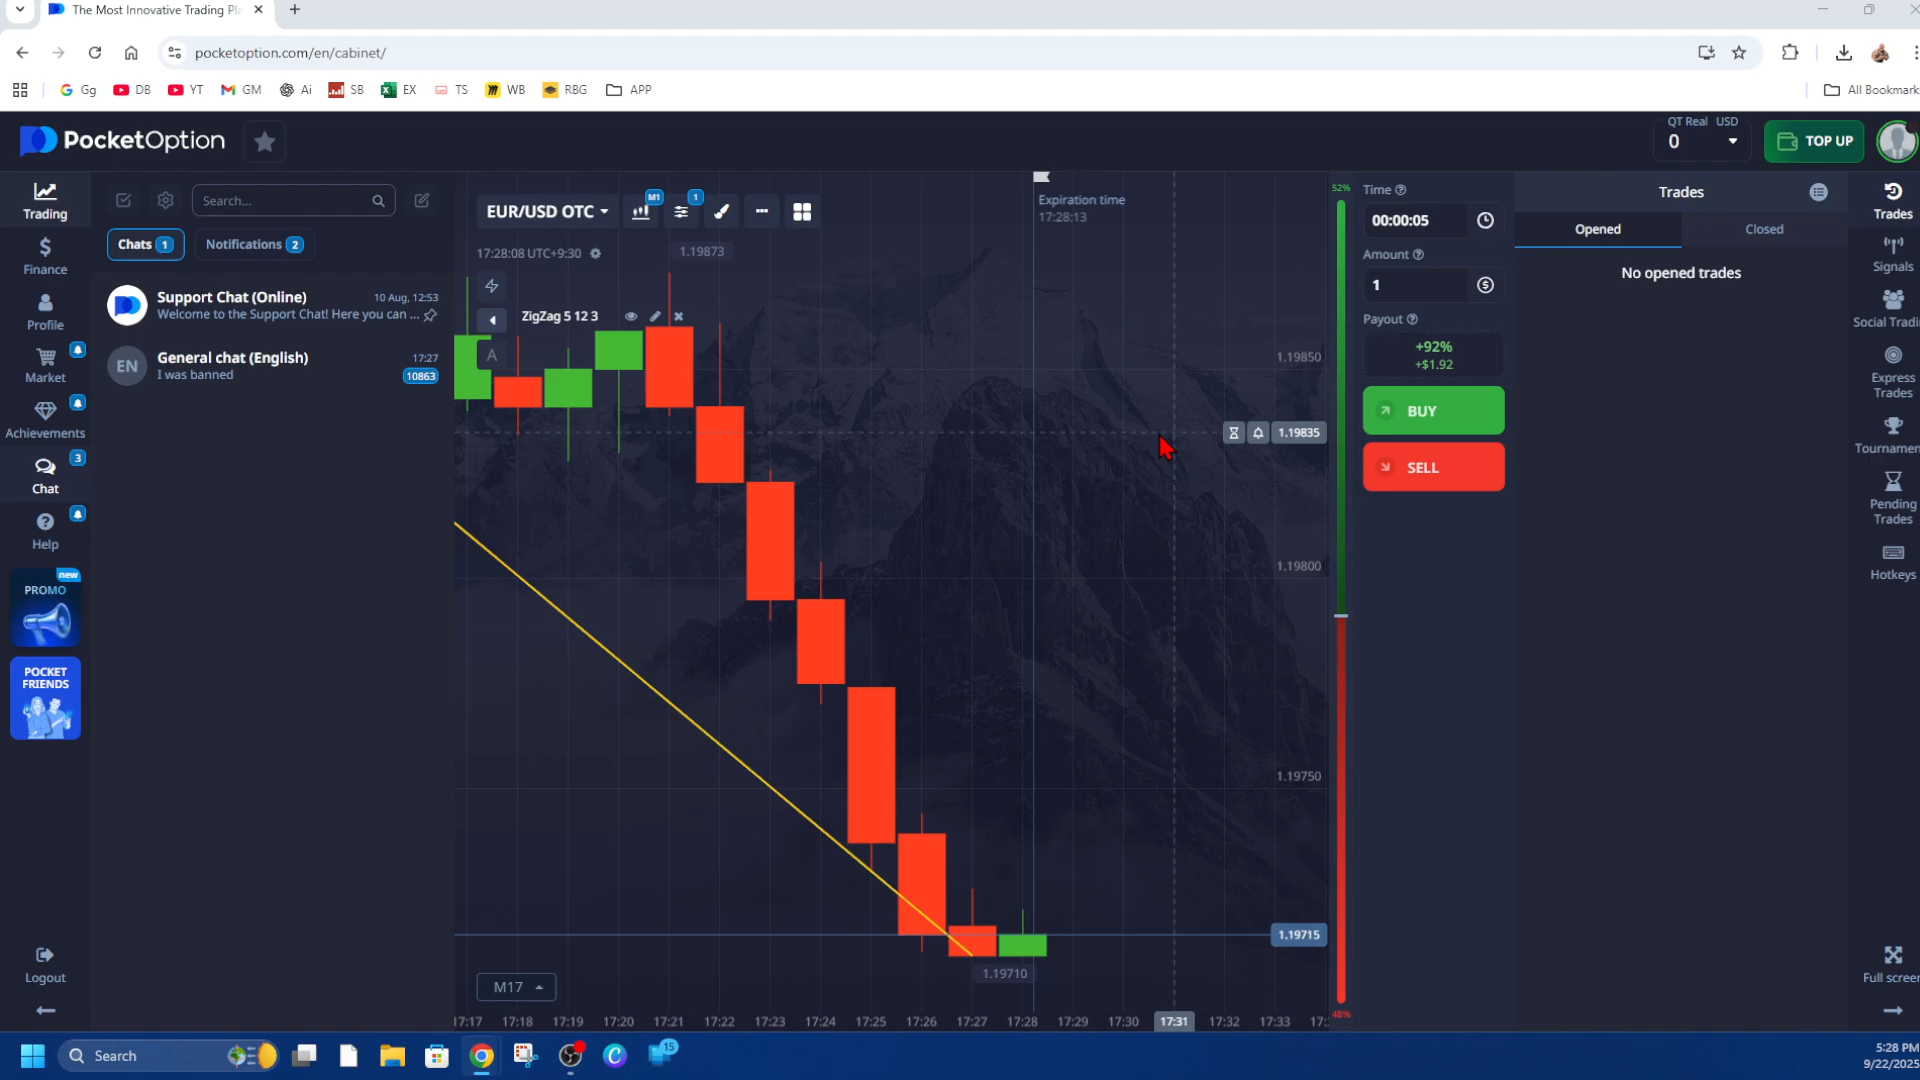 The Most Innovative Trading Pl
pocketoption.com/en/cabinet/
Gg
DB
YT
GM
Ai
SB
EX
TS
WB
RBG
APP
All Bookmark
PocketOption
QT Real USD
0
TOP UP
Trading
Finance
Profile
Market
Achievements
3
Chat
Help
new
PROMO
POCKET
FRIENDS
Logout
Search...
Chats 1
Notifications 2
Support Chat (Online)
10 Aug, 12:53
Welcome to the Support Chat! Here you can ...
EN
General chat (English)
17:27
I was banned
10863
EUR/USD OTC
M1
1
17:28:08 UTC+9:30
1.19873
ZigZag 5 12 3
A
Expiration time
17:28:13
1.19850
1.19835
1.19800
1.19750
1.19715
1.19710
M17
17:17
17:18
17:19
17:20
17:21
17:22
17:23
17:24
17:25
17:26
17:27
17:28
17:29
17:30
17:31
17:32
17:33
17:
52%
48%
Time
00:00:05
Amount
1
Payout
+92%
+$1.92
BUY
SELL
Trades
Opened
Closed
No opened trades
Trades
Signals
Social Tradi
Express
Trades
Tournamen
Pending
Trades
Hotkeys
Full screen
Search
15
5:28 PM
9/22/2025